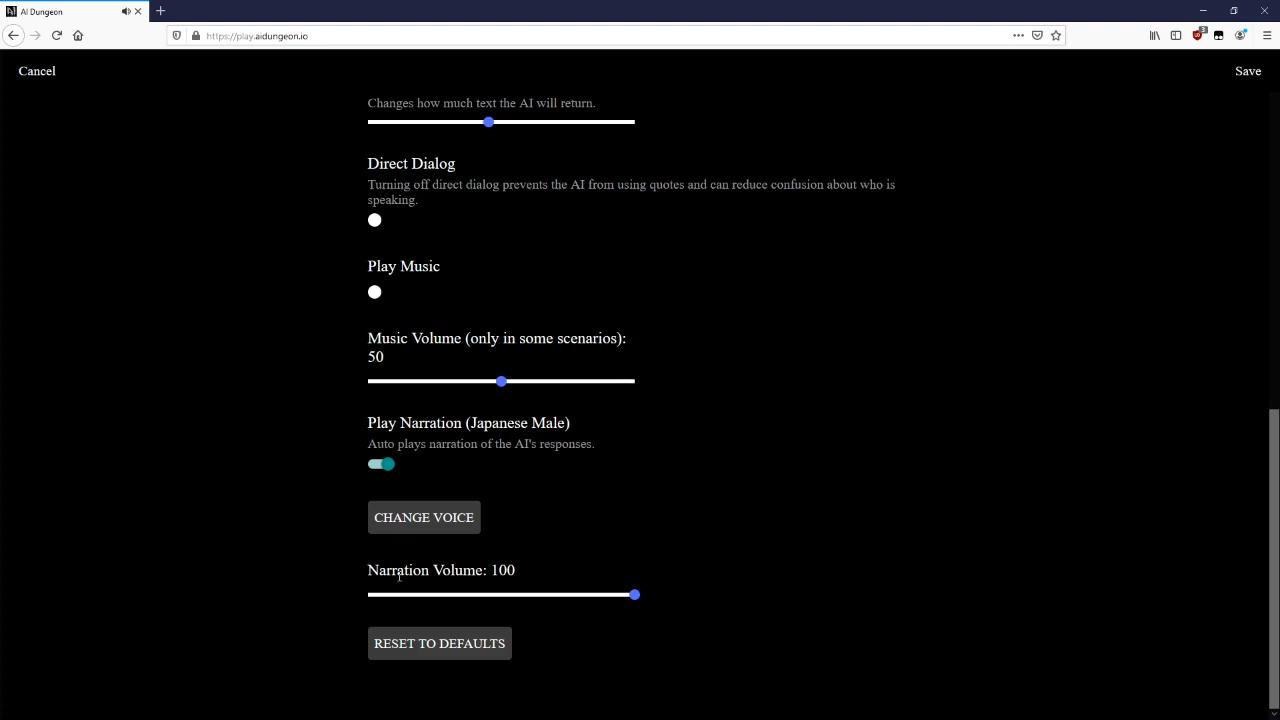 AI Dungeon
https://play.aidungeon.io
Cancel
Save
Changes how much text the AI will return.
Direct Dialog
Turning off direct dialog prevents the AI from using quotes and can reduce confusion about who is
speaking.
Play Music
Music Volume (only in some scenarios):
50
Play Narration (Japanese Male)
Auto plays narration of the AI's responses.
CHANGE VOICE
Narration Volume: 100
RESET TO DEFAULTS